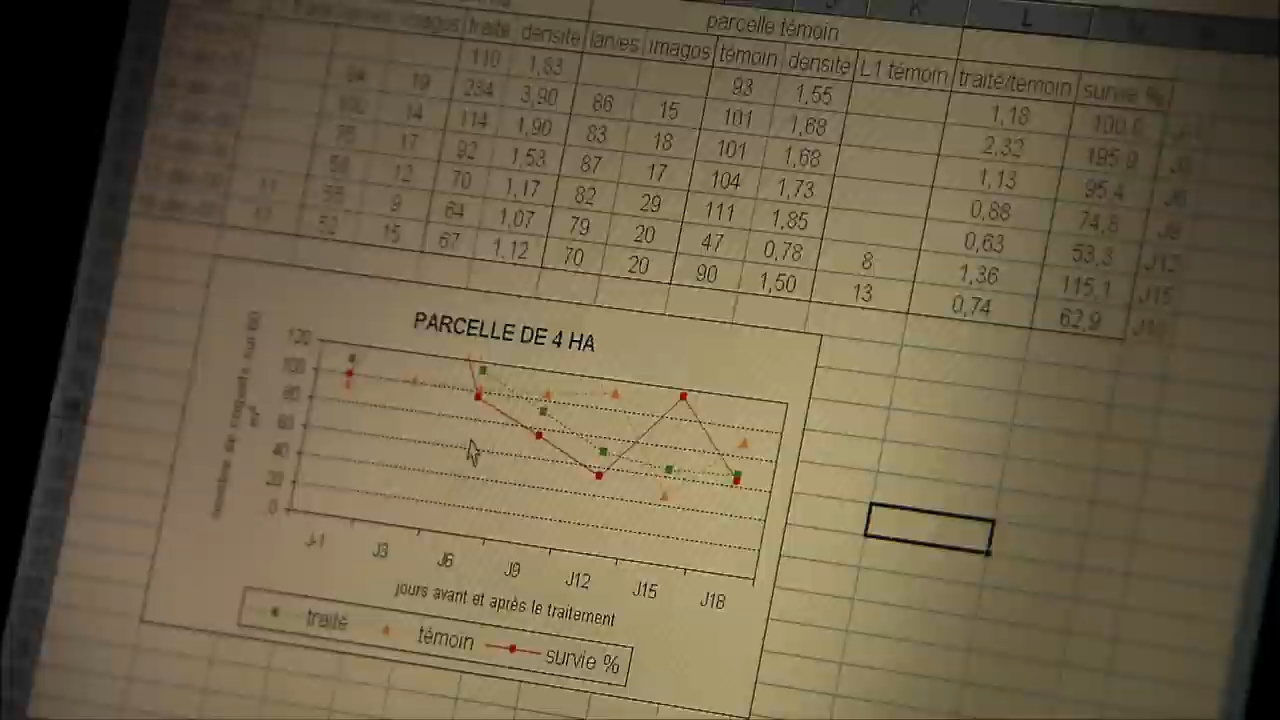 L
parcelle témoin
imagos traité densité larves imagos témoin densité L1 témoin traité/témoin survie %
110 1,83 93 1,55 1,18 100,0
19 234 3,90 86 15 101 1,68 2,32 195,9
14 114 1,90 83 18 101 1,68 1,13 95,4
17 92 1,53 87 17 104 1,73 0,88 74,8
12 70 1,17 82 29 111 1,85 0,63 53,3
9 64 1,07 79 20 47 0,78 8 1,36 115,1
52 15 67 1,12 70 20 90 1,50 13 0,74 62,9
PARCELLE DE 4 HA
120
100
80
60
40
20
0
J-1 J3 J6 J9 J12 J15 J18
jours avant et après le traitement
traité témoin survie %